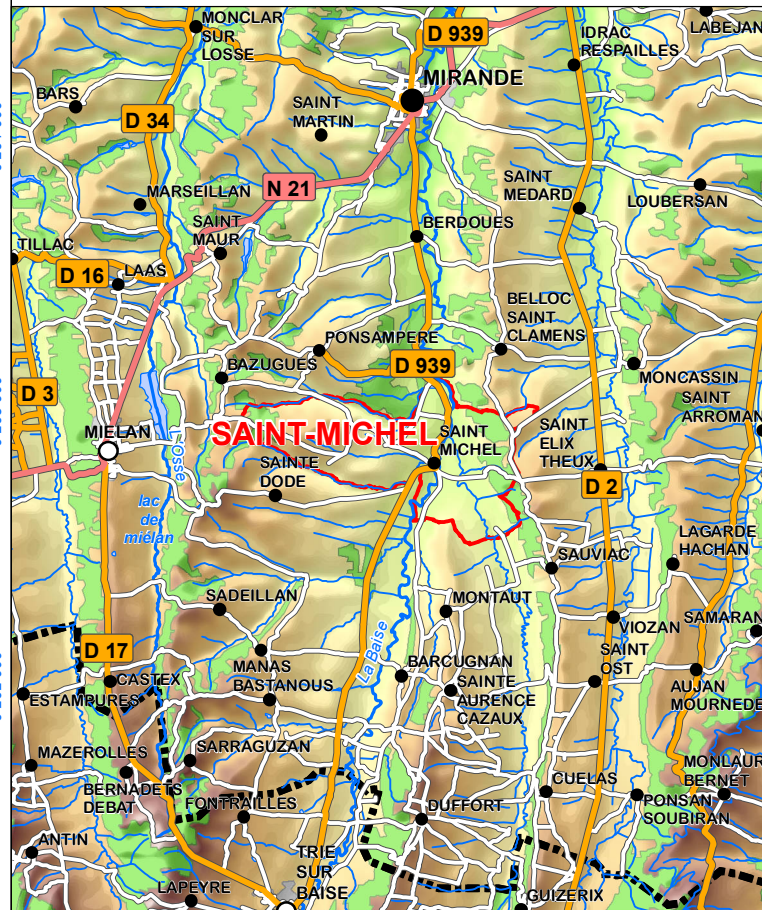 MONCLAR
SUR
LOSSE
D 939
IDRAC
RESPAILLES
LABEJAN
MIRANDE
BARS
SAINT
MARTIN
D 34
N 21
SAINT
MEDARD
LOUBERSAN
MARSEILLAN
SAINT
MAUR
BERDOUES
TILLAC
D 16
LAAS
BELLOC
SAINT
CLAMENS
PONSAMPERE
BAZUGUES
D 939
MONCASSIN
D 3
SAINT
ARROMAN
SAINT-MICHEL
MIELAN
L'Osse
SAINT
MICHEL
SAINT
ELIX
THEUX
SAINTE
DODE
D 2
lac
de
miélan
LAGARDE
HACHAN
SAUVIAC
SADEILLAN
MONTAUT
VIOZAN
SAMARAN
D 17
La Baise
MANAS
BASTANOUS
BARCUGNAN
SAINTE
AURENCE
CAZAUX
SAINT
OST
CASTEX
ESTAMPURES
AUJAN
MOURNEDE
MAZEROLLES
SARRAGUZAN
BERNADETS
DEBAT
CUELAS
MONLAUR
BERNET
PONSAN
SOUBIRAN
FONTRAILLES
DUFFORT
ANTIN
TRIE
SUR
BAISE
LAPEYRE
GUIZERIX